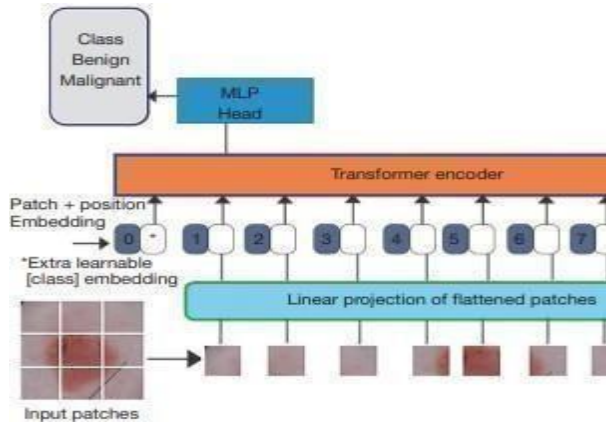 Class
Benign
Malignant
MLP
Head
Transformer encoder
Patch + position
Embedding
0 * 1 2 3 4 5 6 7
*Extra learnable
[class] embedding
Linear projection of flattened patches
Input patches